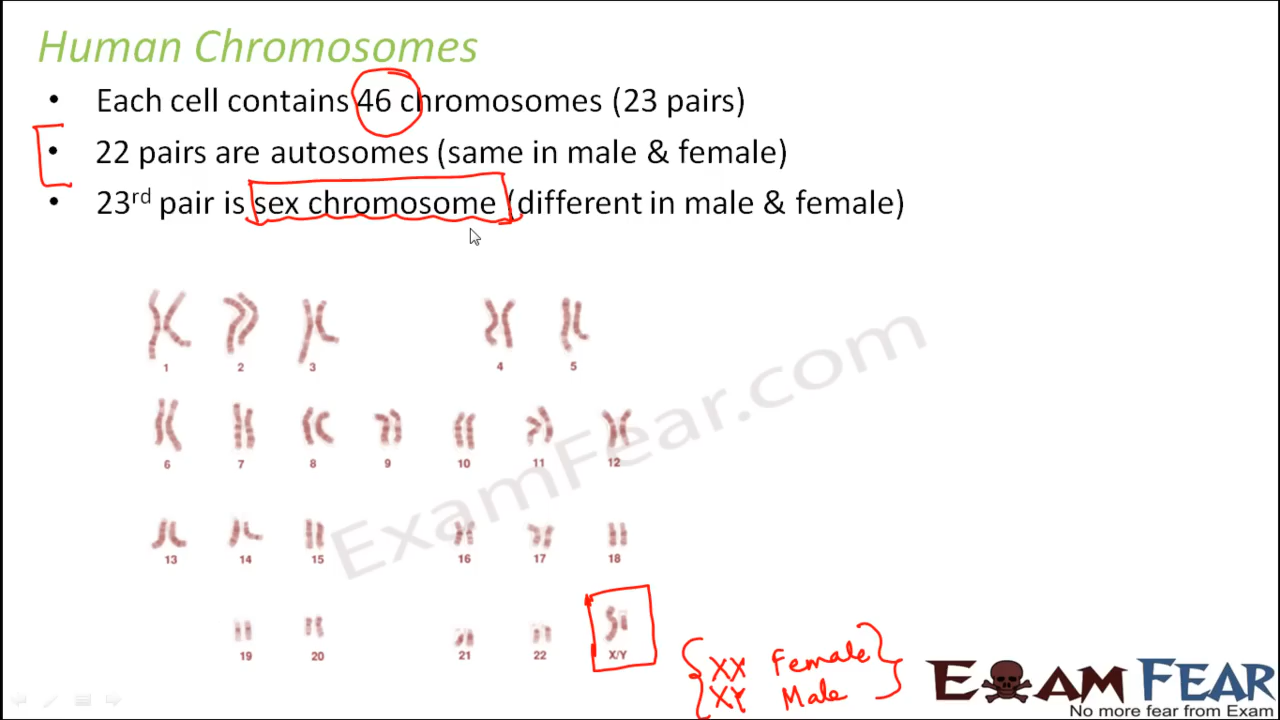 Human Chromosomes
• Each cell contains 46 chromosomes (23 pairs)
• 22 pairs are autosomes (same in male & female)
• 23rd pair is sex chromosome (different in male & female)
1 2 3 4 5
6 7 8 9 10 11 12
13 14 15 16 17 18
19 20 21 22 X/Y
ExamFear.com
XX Female
XY Male
EXAM FEAR
No more fear from Exam